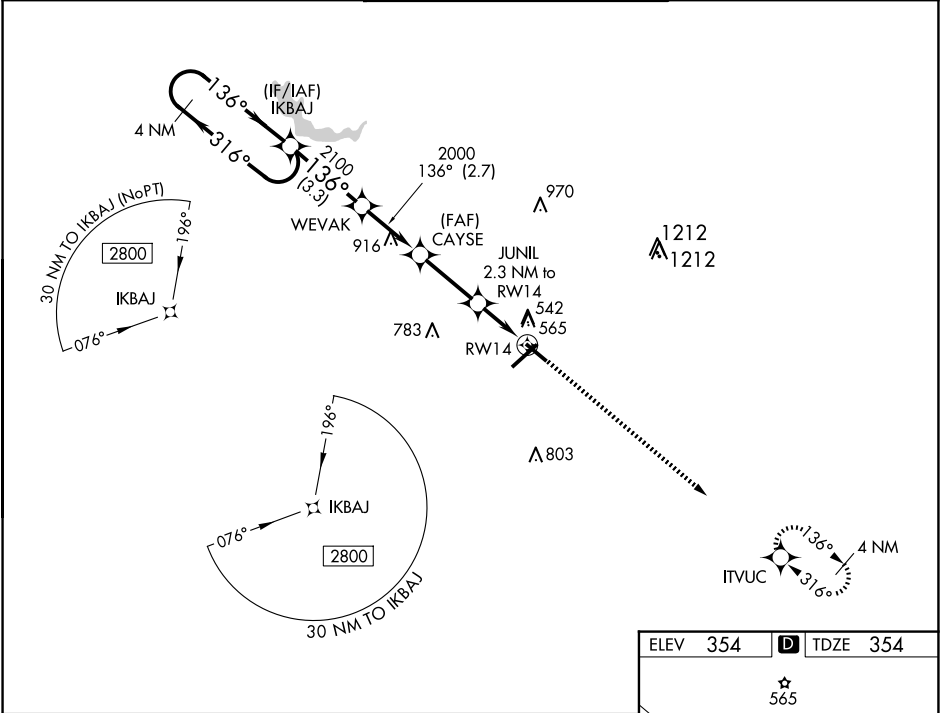 136°
(IF/IAF)
IKBAJ
4 NM
316°
2100
136°
(3.3)
2000
136° (2.7)
WEVAK
916
(FAF)
CAYSE
970
1212
1212
JUNIL
2.3 NM to
RW14
542
565
783
RW14
803
30 NM TO IKBAJ (NoPT)
2800
196°
IKBAJ
076°
196°
IKBAJ
076°
2800
30 NM TO IKBAJ
136°
4 NM
ITVUC
316°
ELEV 354 D TDZE 354
565